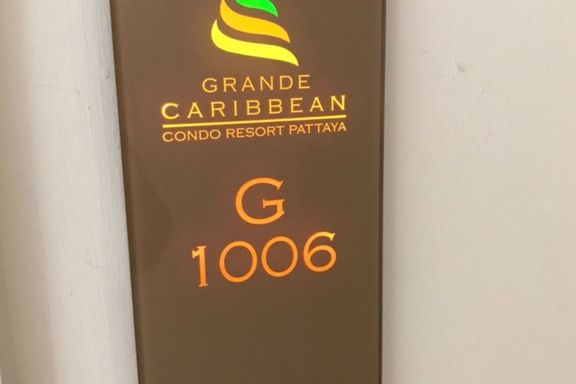 GRANDE
CARIBBEAN
CONDO RESORT PATTAYA
G
1006